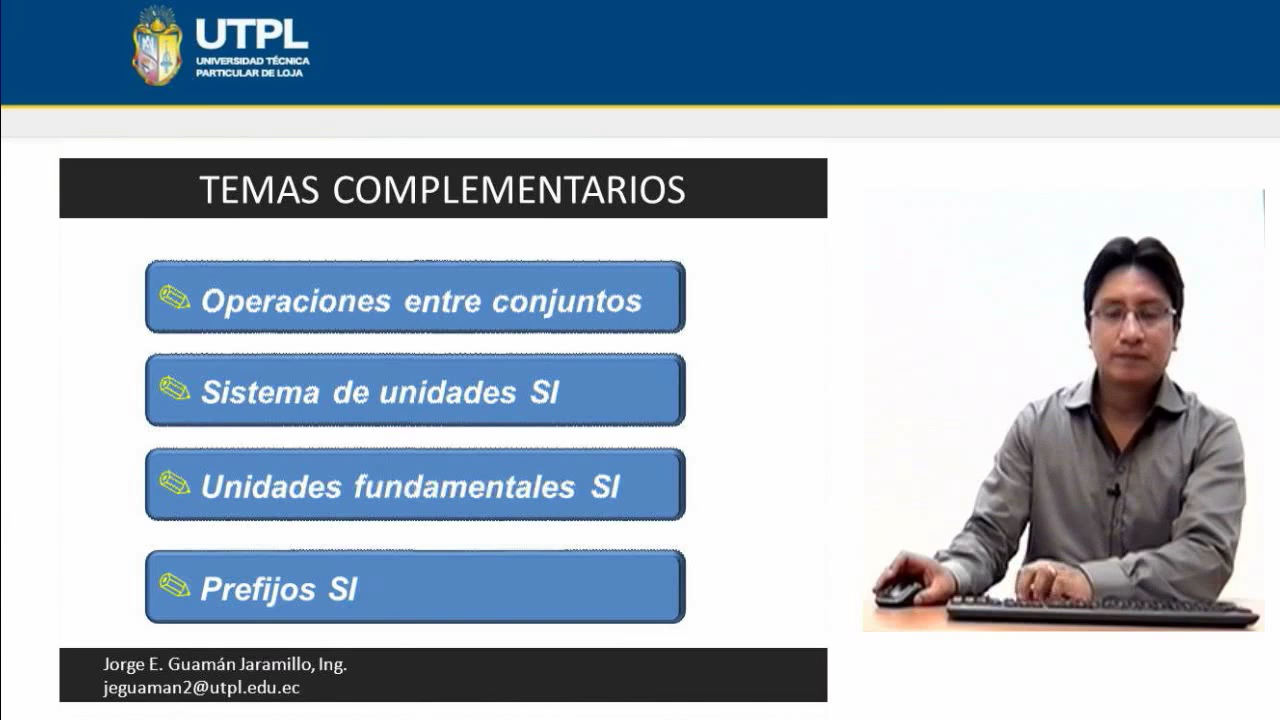 UTPL
UNIVERSIDAD TÉCNICA
PARTICULAR DE LOJA
TEMAS COMPLEMENTARIOS
Operaciones entre conjuntos
Sistema de unidades SI
Unidades fundamentales SI
Prefijos SI
Jorge E. Guamán Jaramillo, Ing.
jeguaman2@utpl.edu.ec